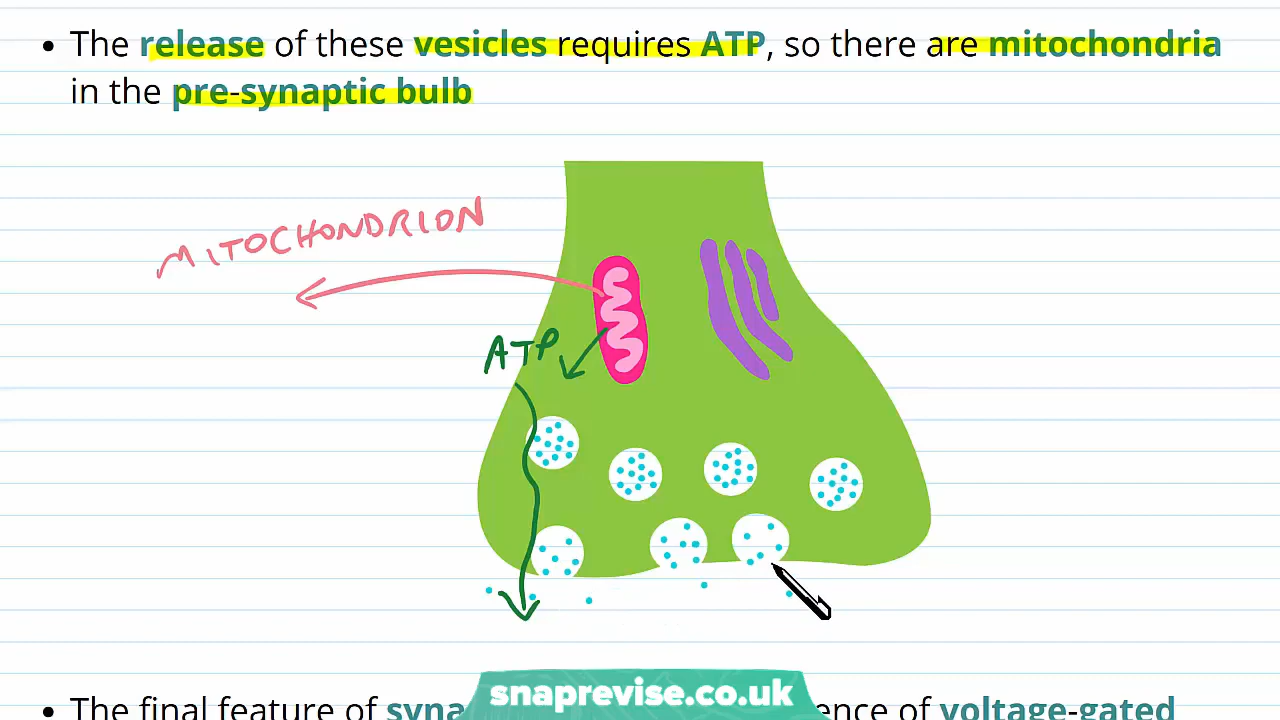 • The release of these vesicles requires ATP, so there are mitochondria
in the pre-synaptic bulb
MITOCHONDRION
ATP
snaprevise.co.uk
• The final feature of syna ence of voltage-gated